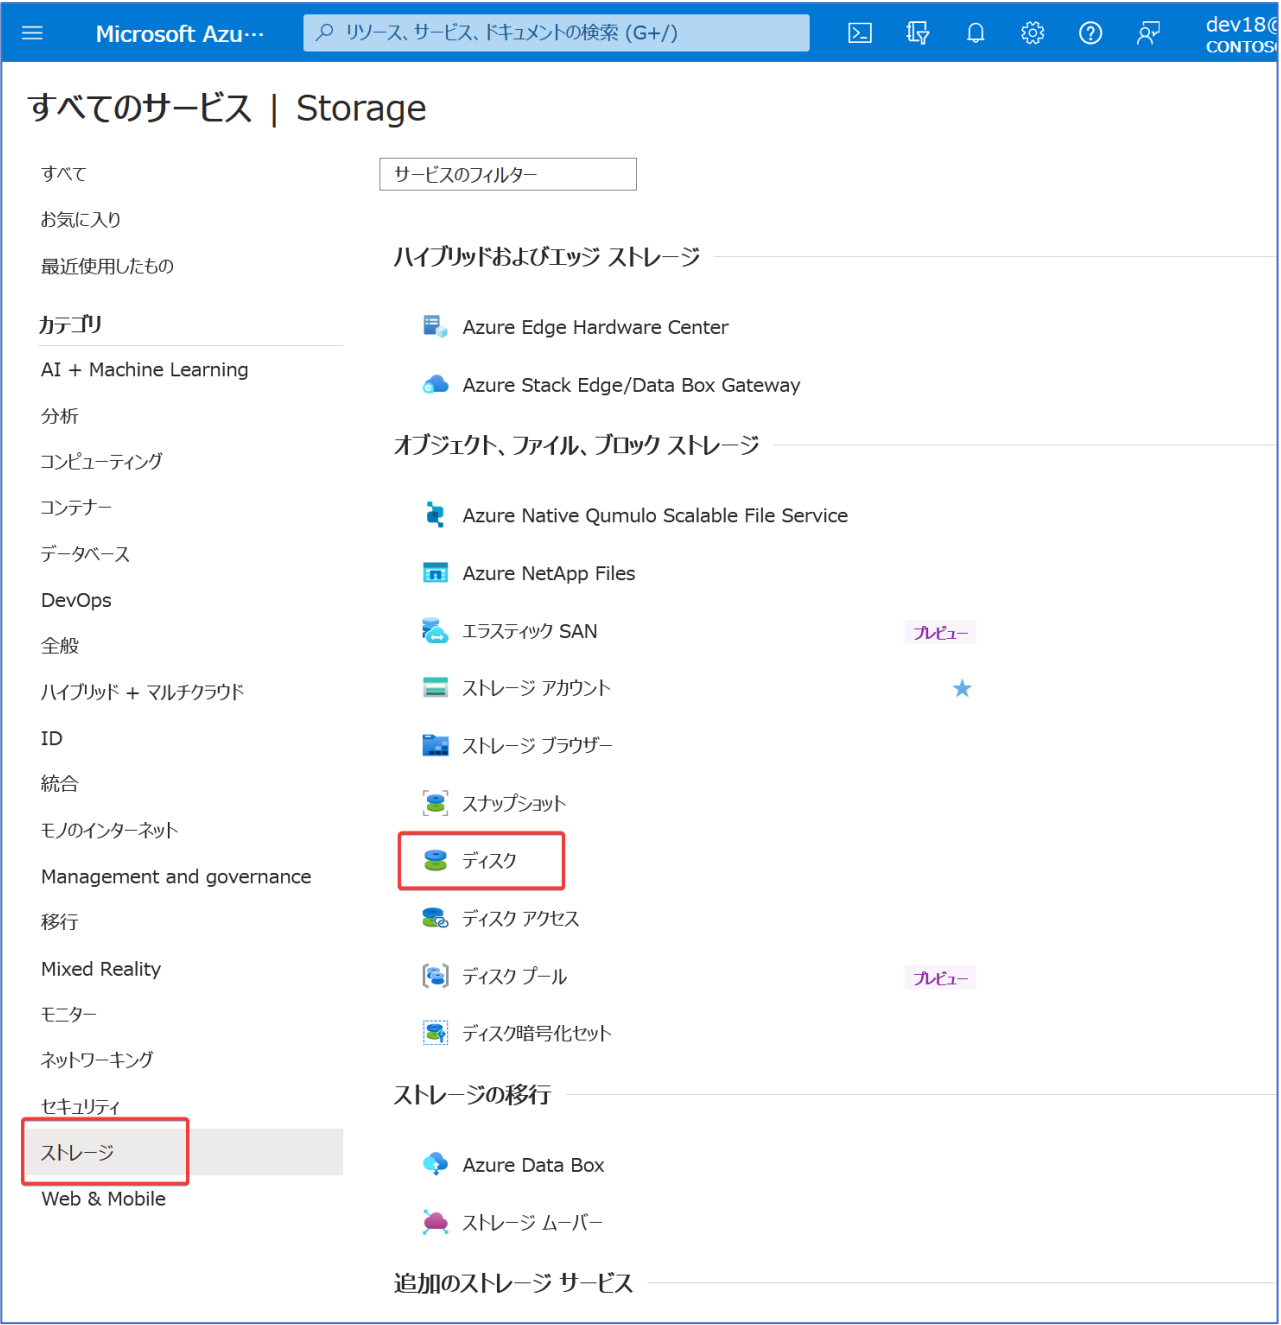 Microsoft Azu…
リソース、サービス、ドキュメントの検索 (G+/)
dev18@
CONTOS
すべてのサービス | Storage
すべて
お気に入り
最近使用したもの
カテゴリ
AI + Machine Learning
分析
コンピューティング
コンテナー
データベース
DevOps
全般
ハイブリッド + マルチクラウド
ID
統合
モノのインターネット
Management and governance
移行
Mixed Reality
モニター
ネットワーキング
セキュリティ
ストレージ
Web & Mobile
サービスのフィルター
ハイブリッドおよびエッジ ストレージ
Azure Edge Hardware Center
Azure Stack Edge/Data Box Gateway
オブジェクト、ファイル、ブロック ストレージ
Azure Native Qumulo Scalable File Service
Azure NetApp Files
エラスティック SAN
プレビュー
ストレージ アカウント
ストレージ ブラウザー
スナップショット
ディスク
ディスク アクセス
ディスク プール
プレビュー
ディスク暗号化セット
ストレージの移行
Azure Data Box
ストレージ ムーバー
追加のストレージ サービス